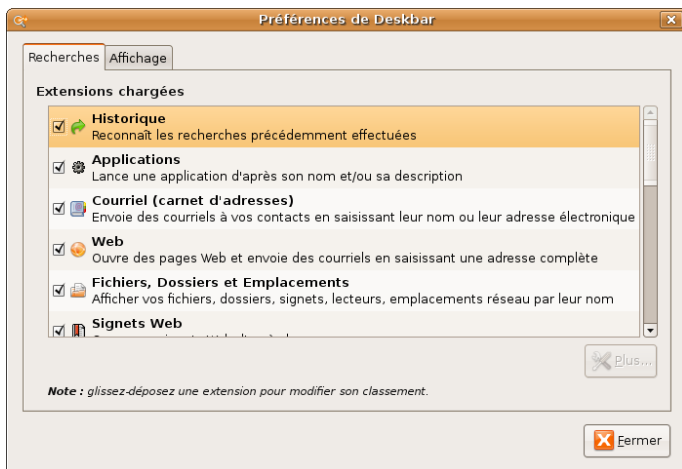 Préférences de Deskbar
Recherches Affichage
Extensions chargées
Historique
Reconnaît les recherches précédemment effectuées
Applications
Lance une application d'après son nom et/ou sa description
Courriel (carnet d'adresses)
Envoie des courriels à vos contacts en saisissant leur nom ou leur adresse électronique
Web
Ouvre des pages Web et envoie des courriels en saisissant une adresse complète
Fichiers, Dossiers et Emplacements
Afficher vos fichiers, dossiers, signets, lecteurs, emplacements réseau par leur nom
Signets Web
Plus...
Note : glissez-déposez une extension pour modifier son classement.
Fermer